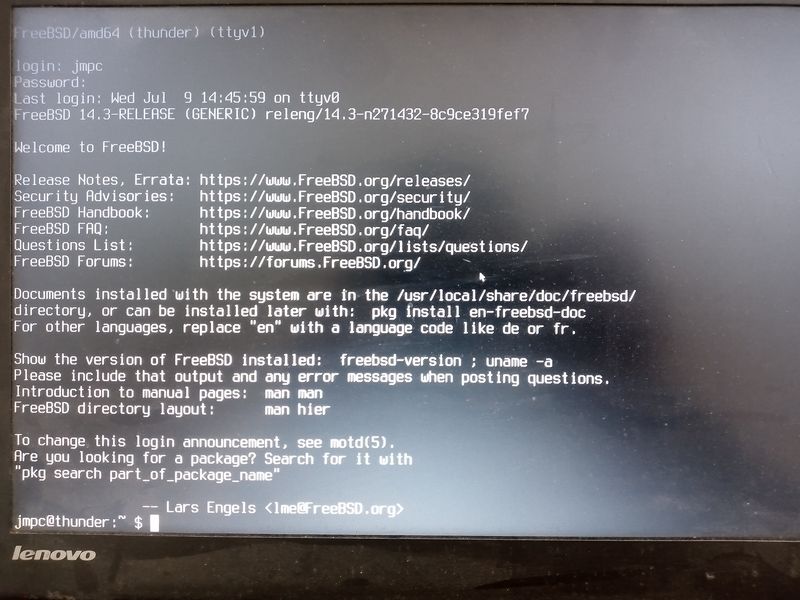 FreeBSD/amd64 (thunder) (ttyv1)
login: jmpc
Password:
Last login: Wed Jul  9 14:45:59 on ttyv0
FreeBSD 14.3-RELEASE (GENERIC) releng/14.3-n271432-8c9ce319fef7
Welcome to FreeBSD!
Release Notes, Errata: https://www.FreeBSD.org/releases/
Security Advisories:   https://www.FreeBSD.org/security/
FreeBSD Handbook:      https://www.FreeBSD.org/handbook/
FreeBSD FAQ:           https://www.FreeBSD.org/faq/
Questions List:        https://www.FreeBSD.org/lists/questions/
FreeBSD Forums:        https://forums.FreeBSD.org/
Documents installed with the system are in the /usr/local/share/doc/freebsd/
directory, or can be installed later with:  pkg install en-freebsd-doc
For other languages, replace "en" with a language code like de or fr.
Show the version of FreeBSD installed:  freebsd-version ; uname -a
Please include that output and any error messages when posting questions.
Introduction to manual pages:  man man
FreeBSD directory layout:      man hier
To change this login announcement, see motd(5).
Are you looking for a package? Search for it with
"pkg search part_of_package_name"
-- Lars Engels <lme@FreeBSD.org>
jmpc@thunder:~ $
lenovo